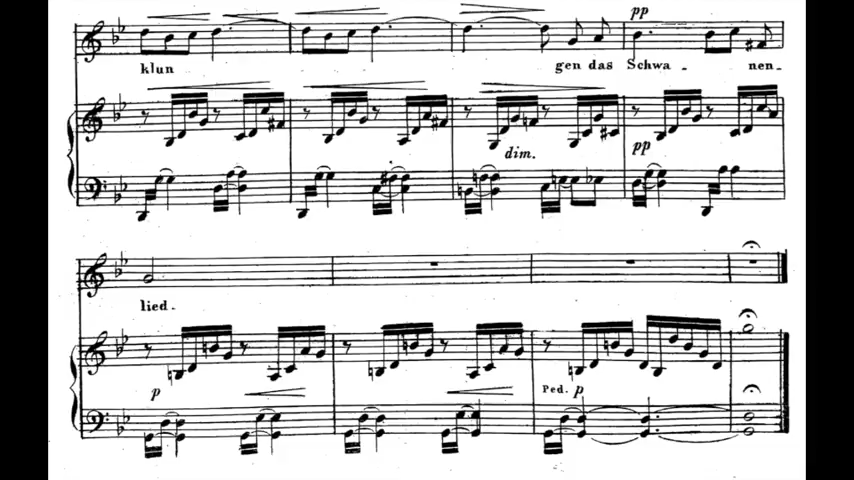 pp
klun gen das Schwa - nen-
dim. pp
lied.
p
Ped. p